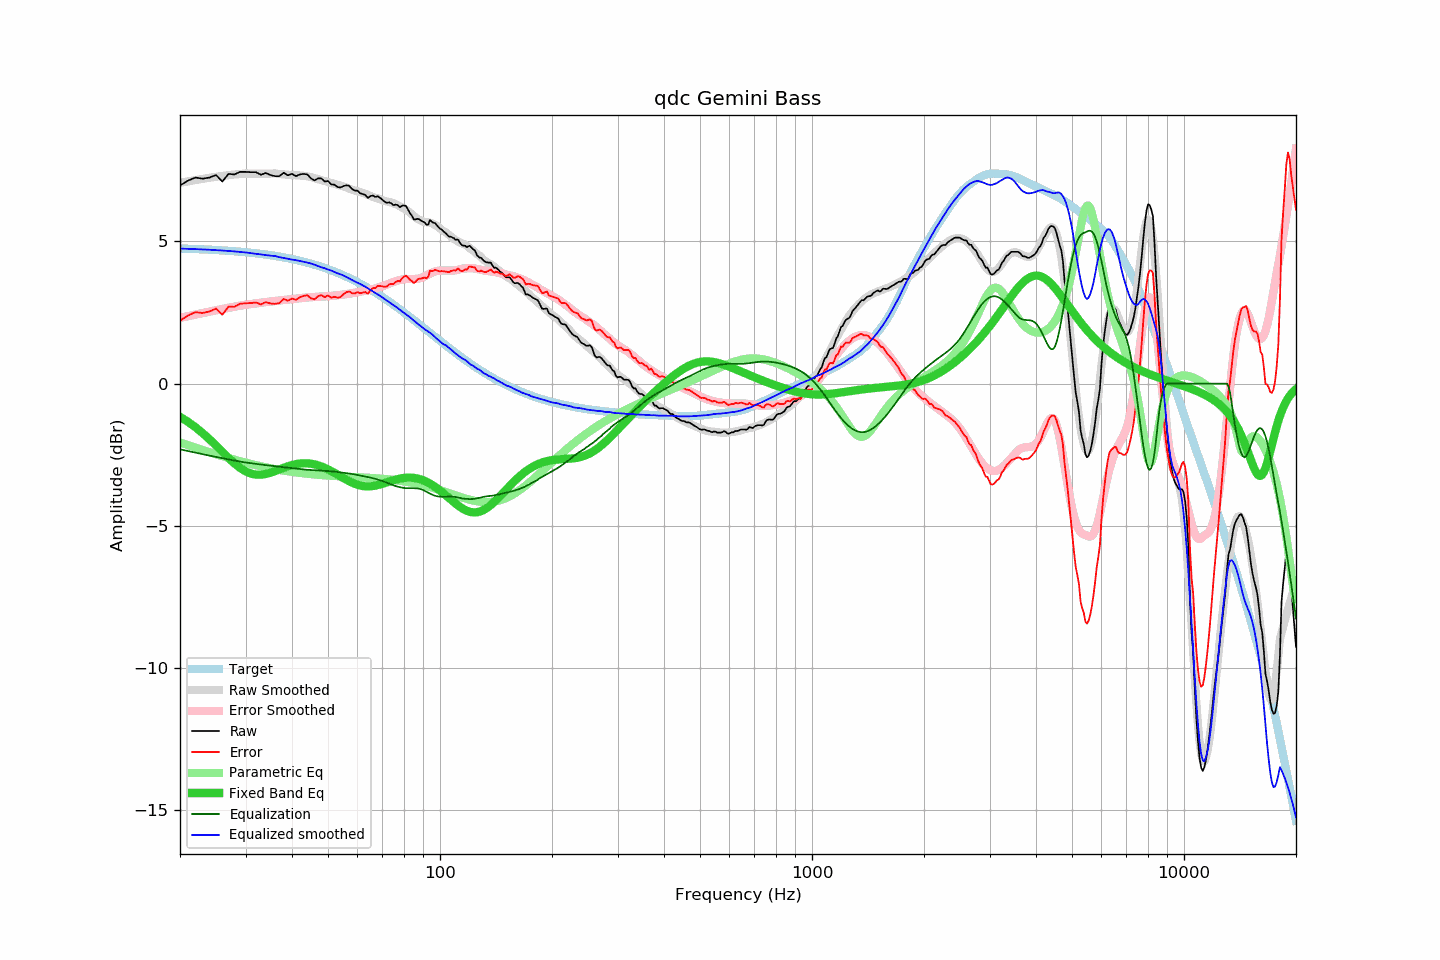 qdc Gemini Bass
Amplitude (dBr)
5
0
−5
−10
−15
Target
Raw Smoothed
Error Smoothed
Raw
Error
Parametric Eq
Fixed Band Eq
Equalization
Equalized smoothed
100
1000
10000
Frequency (Hz)